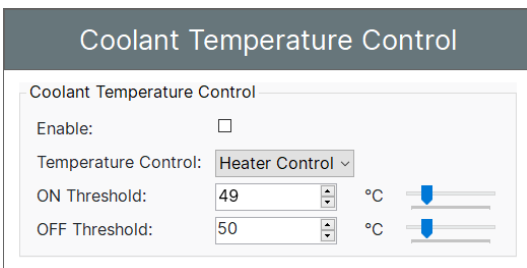 Coolant Temperature Control
Coolant Temperature Control
Enable:
Temperature Control: Heater Control
ON Threshold: 49 °C
OFF Threshold: 50 °C